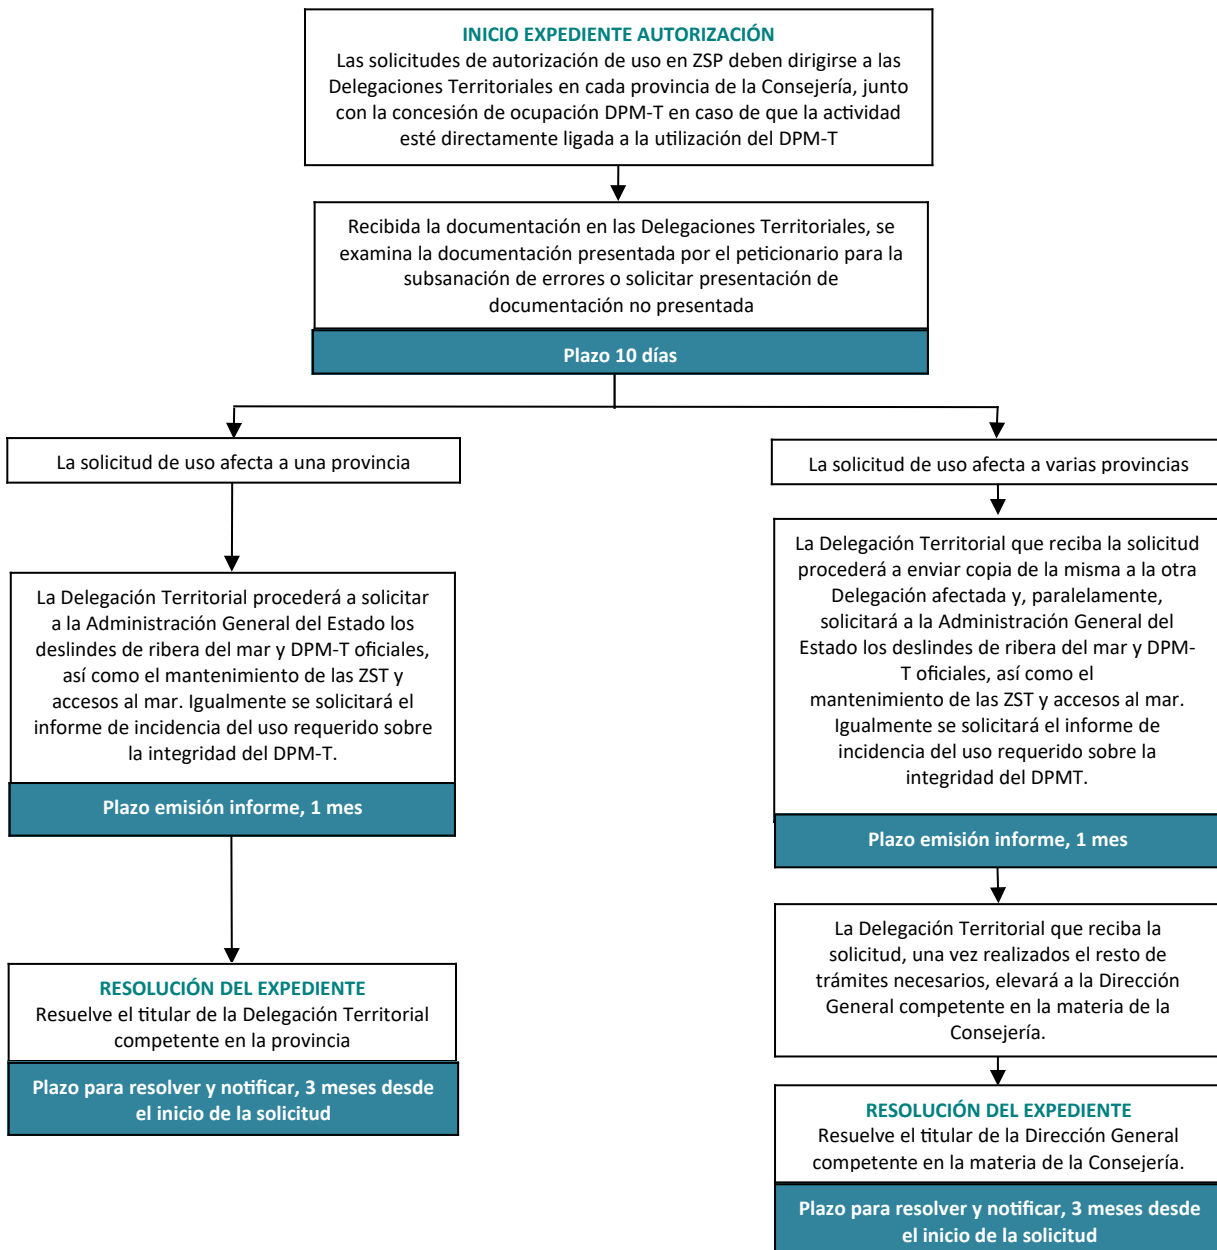 INICIO EXPEDIENTE AUTORIZACIÓN
Las solicitudes de autorización de uso en ZSP deben dirigirse a las
Delegaciones Territoriales en cada provincia de la Consejería, junto
con la concesión de ocupación DPM-T en caso de que la actividad
esté directamente ligada a la utilización del DPM-T
Recibida la documentación en las Delegaciones Territoriales, se
examina la documentación presentada por el peticionario para la
subsanación de errores o solicitar presentación de
documentación no presentada
Plazo 10 días
La solicitud de uso afecta a una provincia
La Delegación Territorial procederá a solicitar
a la Administración General del Estado los
deslindes de ribera del mar y DPM-T oficiales,
así como el mantenimiento de las ZST y
accesos al mar. Igualmente se solicitará el
informe de incidencia del uso requerido sobre
la integridad del DPM-T.
Plazo emisión informe, 1 mes
RESOLUCIÓN DEL EXPEDIENTE
Resuelve el titular de la Delegación Territorial
competente en la provincia
Plazo para resolver y notificar, 3 meses desde
el inicio de la solicitud
La solicitud de uso afecta a varias provincias
La Delegación Territorial que reciba la solicitud
procederá a enviar copia de la misma a la otra
Delegación afectada y, paralelamente,
solicitará a la Administración General del
Estado los deslindes de ribera del mar y DPM-
T oficiales, así como el
mantenimiento de las ZST y accesos al mar.
Igualmente se solicitará el informe de
incidencia del uso requerido sobre la
integridad del DPMT.
Plazo emisión informe, 1 mes
La Delegación Territorial que reciba la
solicitud, una vez realizados el resto de
trámites necesarios, elevará a la Dirección
General competente en la materia de la
Consejería.
RESOLUCIÓN DEL EXPEDIENTE
Resuelve el titular de la Dirección General
competente en la materia de la Consejería.
Plazo para resolver y notificar, 3 meses desde
el inicio de la solicitud